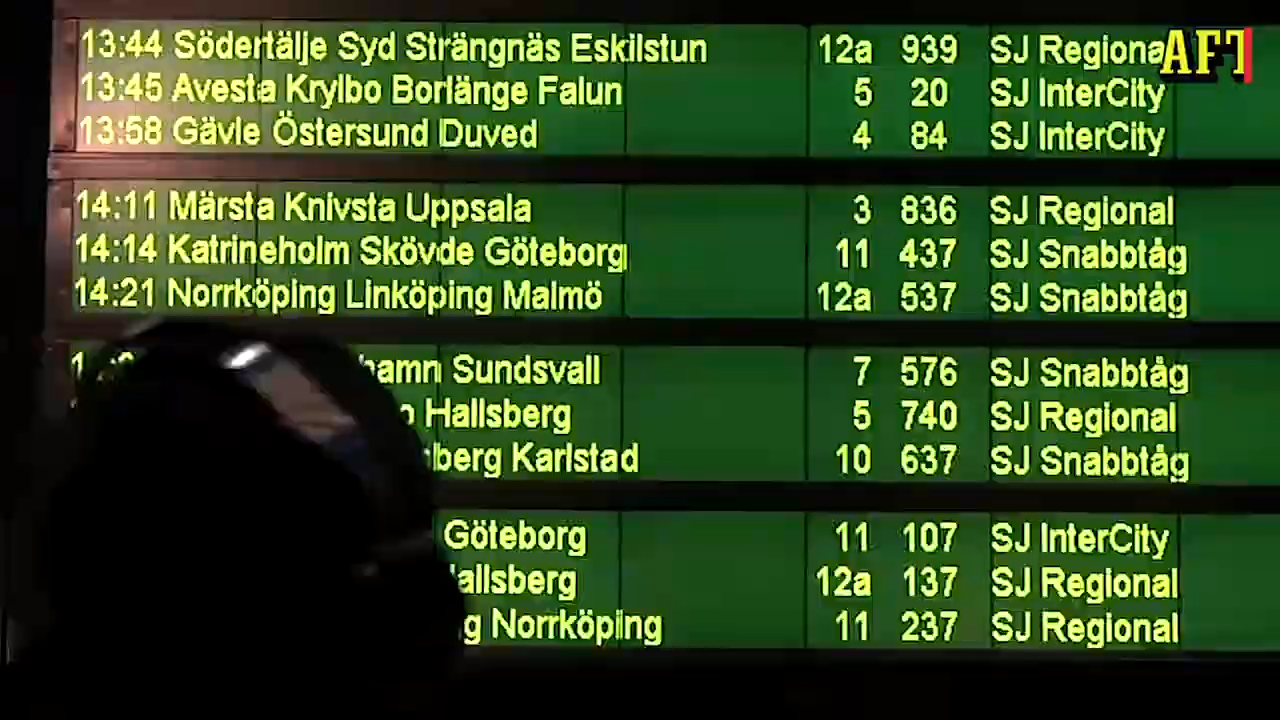 13:44 Södertälje Syd Strängnäs Eskilstun 12a 939 SJ Regiona
AFT
13:45 Avesta Krylbo Borlänge Falun 5 20 SJ InterCity
13:58 Gävle Östersund Duved 4 84 SJ InterCity
14:11 Märsta Knivsta Uppsala 3 836 SJ Regional
14:14 Katrineholm Skövde Göteborg 11 437 SJ Snabbtåg
14:21 Norrköping Linköping Malmö 12a 537 SJ Snabbtåg
hamn Sundsvall 7 576 SJ Snabbtåg
o Hallsberg 5 740 SJ Regional
berg Karlstad 10 637 SJ Snabbtåg
Göteborg 11 107 SJ InterCity
Hallsberg 12a 137 SJ Regional
g Norrköping 11 237 SJ Regional